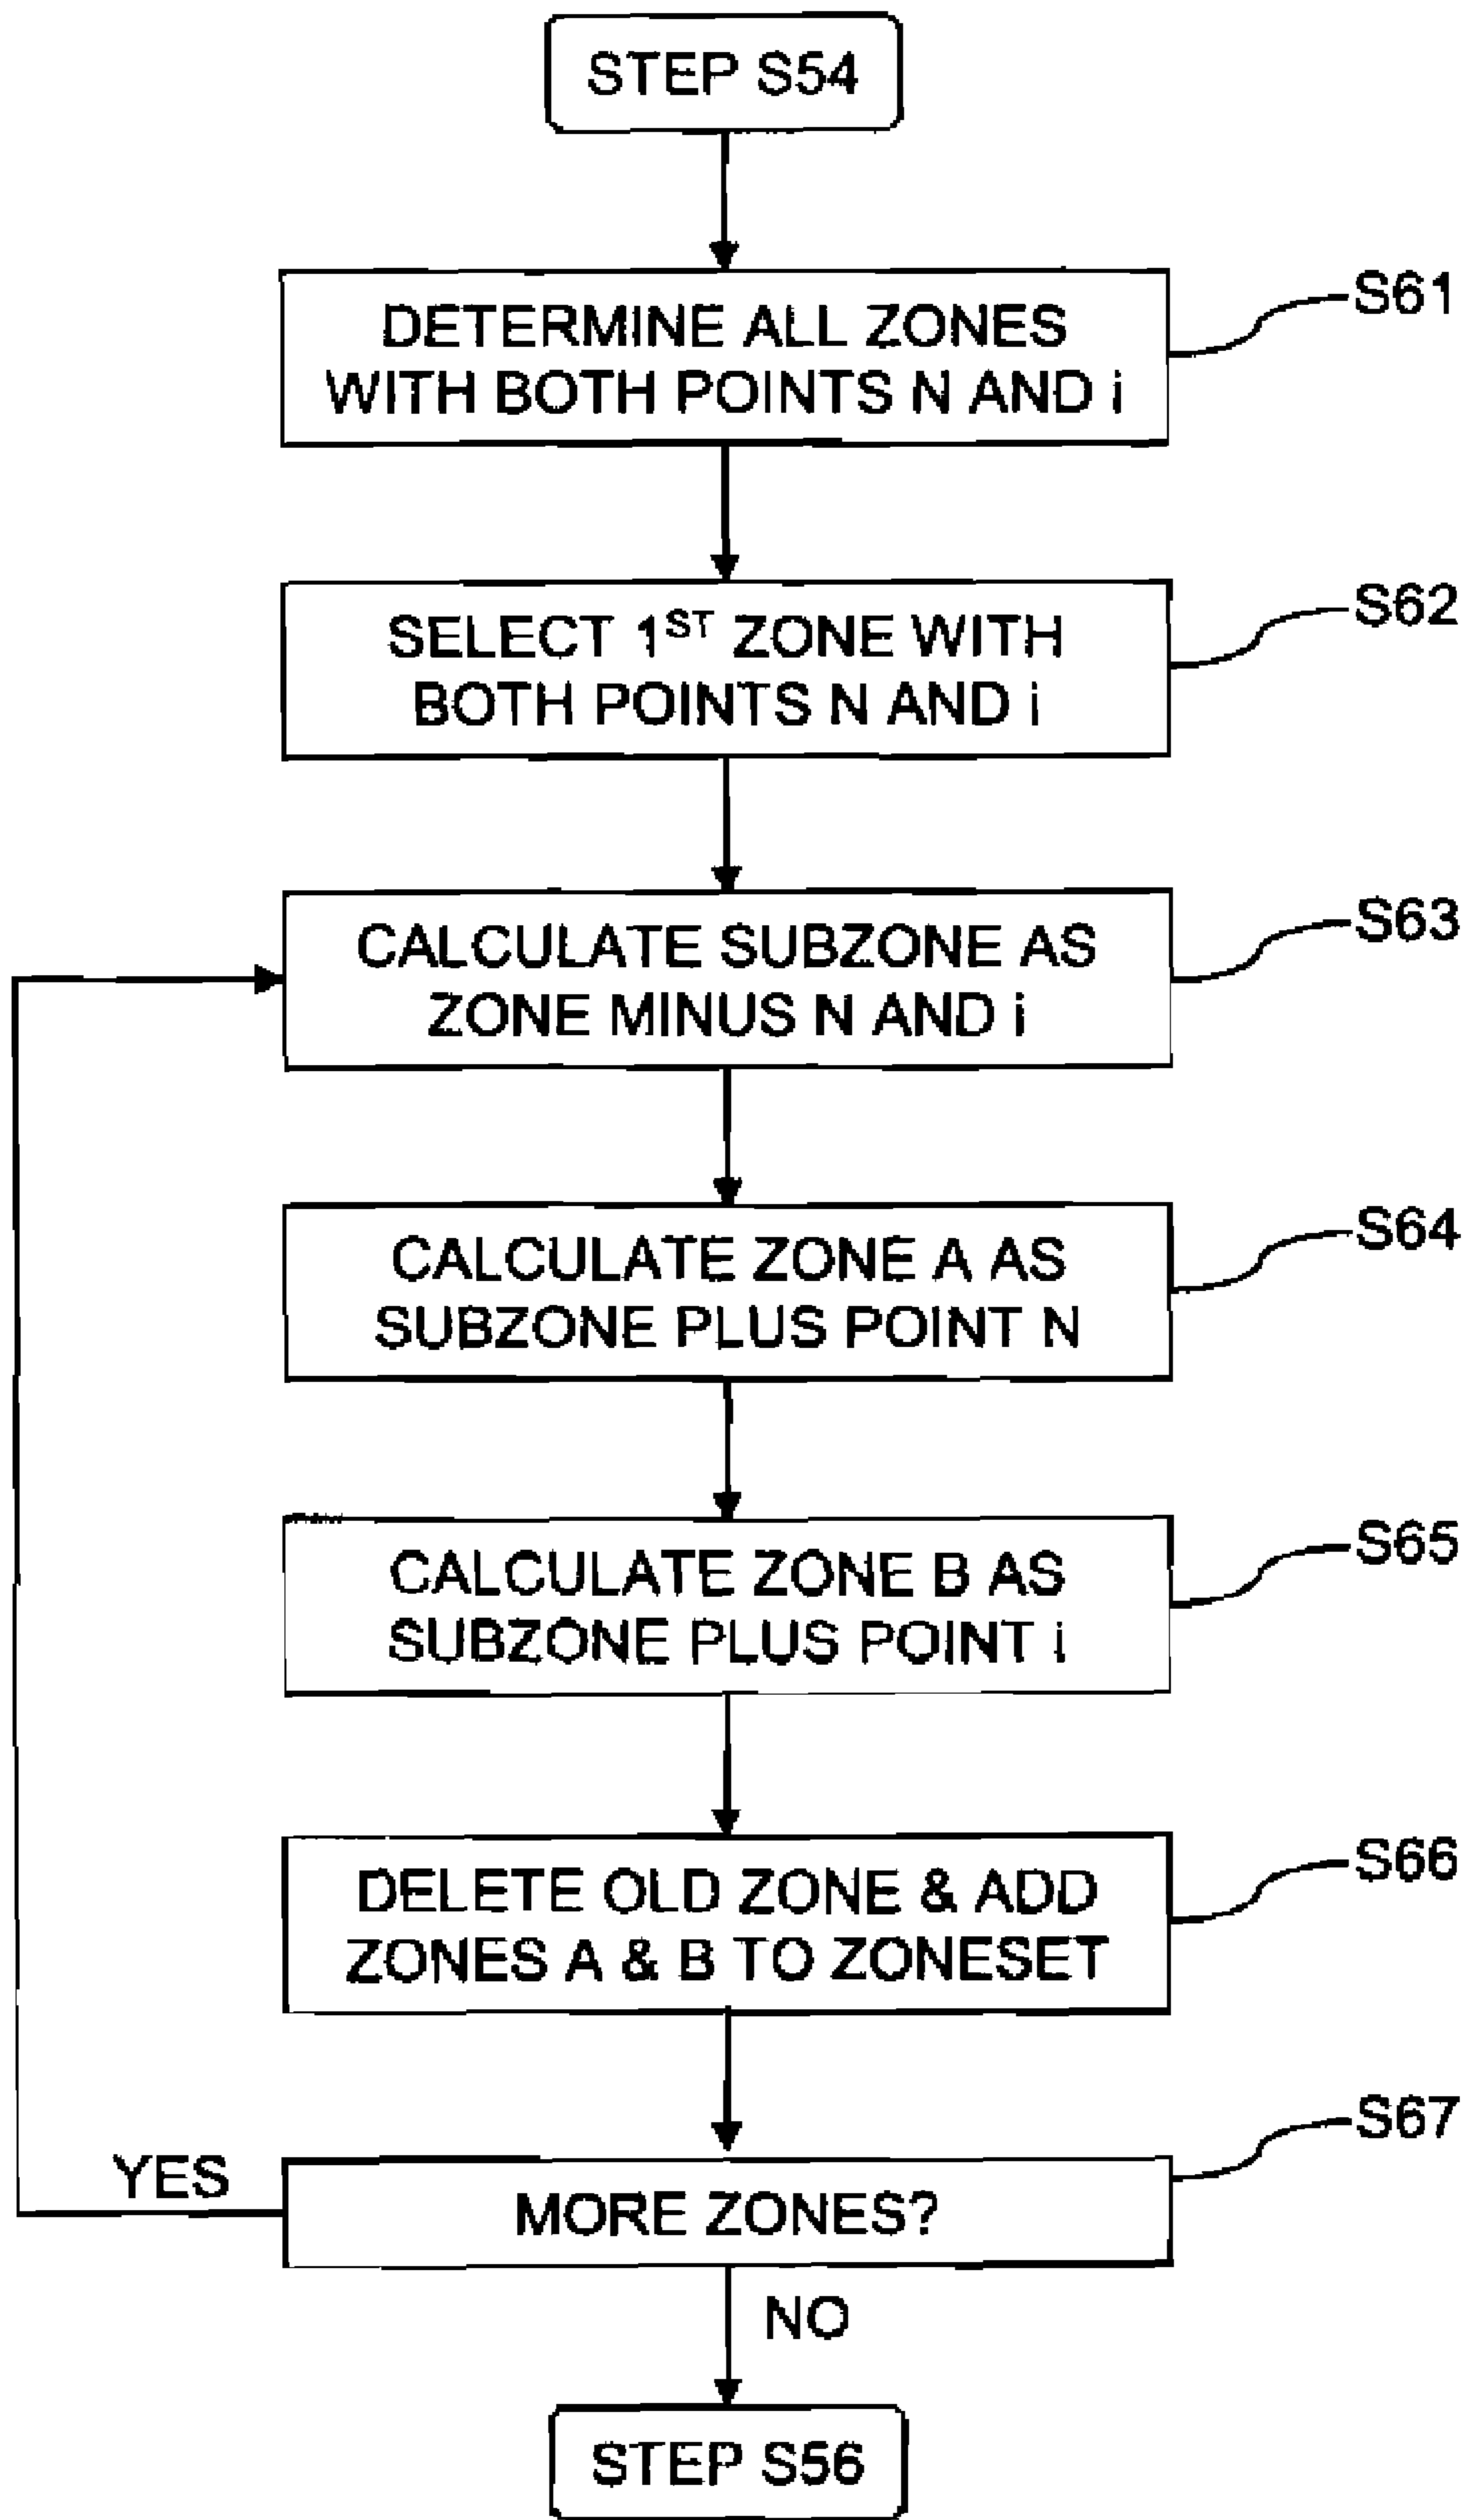 STEP S54
DETERMINE ALL ZONES
WITH BOTH POINTS N AND i
S61
SELECT 1ST ZONE WITH
BOTH POINTS N AND i
S62
CALCULATE SUBZONE AS
ZONE MINUS N AND i
S63
CALCULATE ZONE A AS
SUBZONE PLUS POINT N
S64
CALCULATE ZONE B AS
SUBZONE PLUS POINT i
S65
DELETE OLD ZONE & ADD
ZONES A & B TO ZONESET
S66
MORE ZONES?
S67
YES
NO
STEP S56